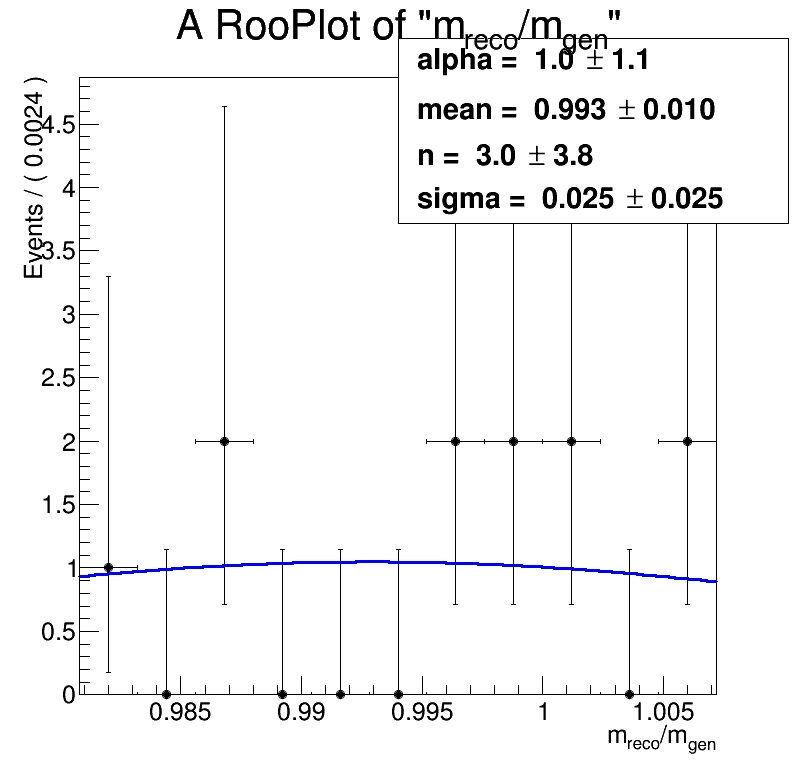 A RooPlot of "m_reco/m_gen"
alpha = 1.0 ± 1.1
mean = 0.993 ± 0.010
n = 3.0 ± 3.8
sigma = 0.025 ± 0.025
Events / ( 0.0024 )
4.5
4
3.5
3
2.5
2
1.5
1
0.5
0
0.985 0.99 0.995 1 1.005
m_reco/m_gen